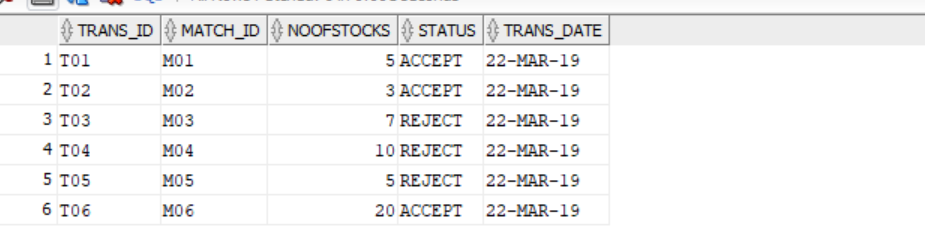 TRANS_ID MATCH_ID NOOFSTOCKS STATUS TRANS_DATE
1 T01 M01 5 ACCEPT 22-MAR-19
2 T02 M02 3 ACCEPT 22-MAR-19
3 T03 M03 7 REJECT 22-MAR-19
4 T04 M04 10 REJECT 22-MAR-19
5 T05 M05 5 REJECT 22-MAR-19
6 T06 M06 20 ACCEPT 22-MAR-19